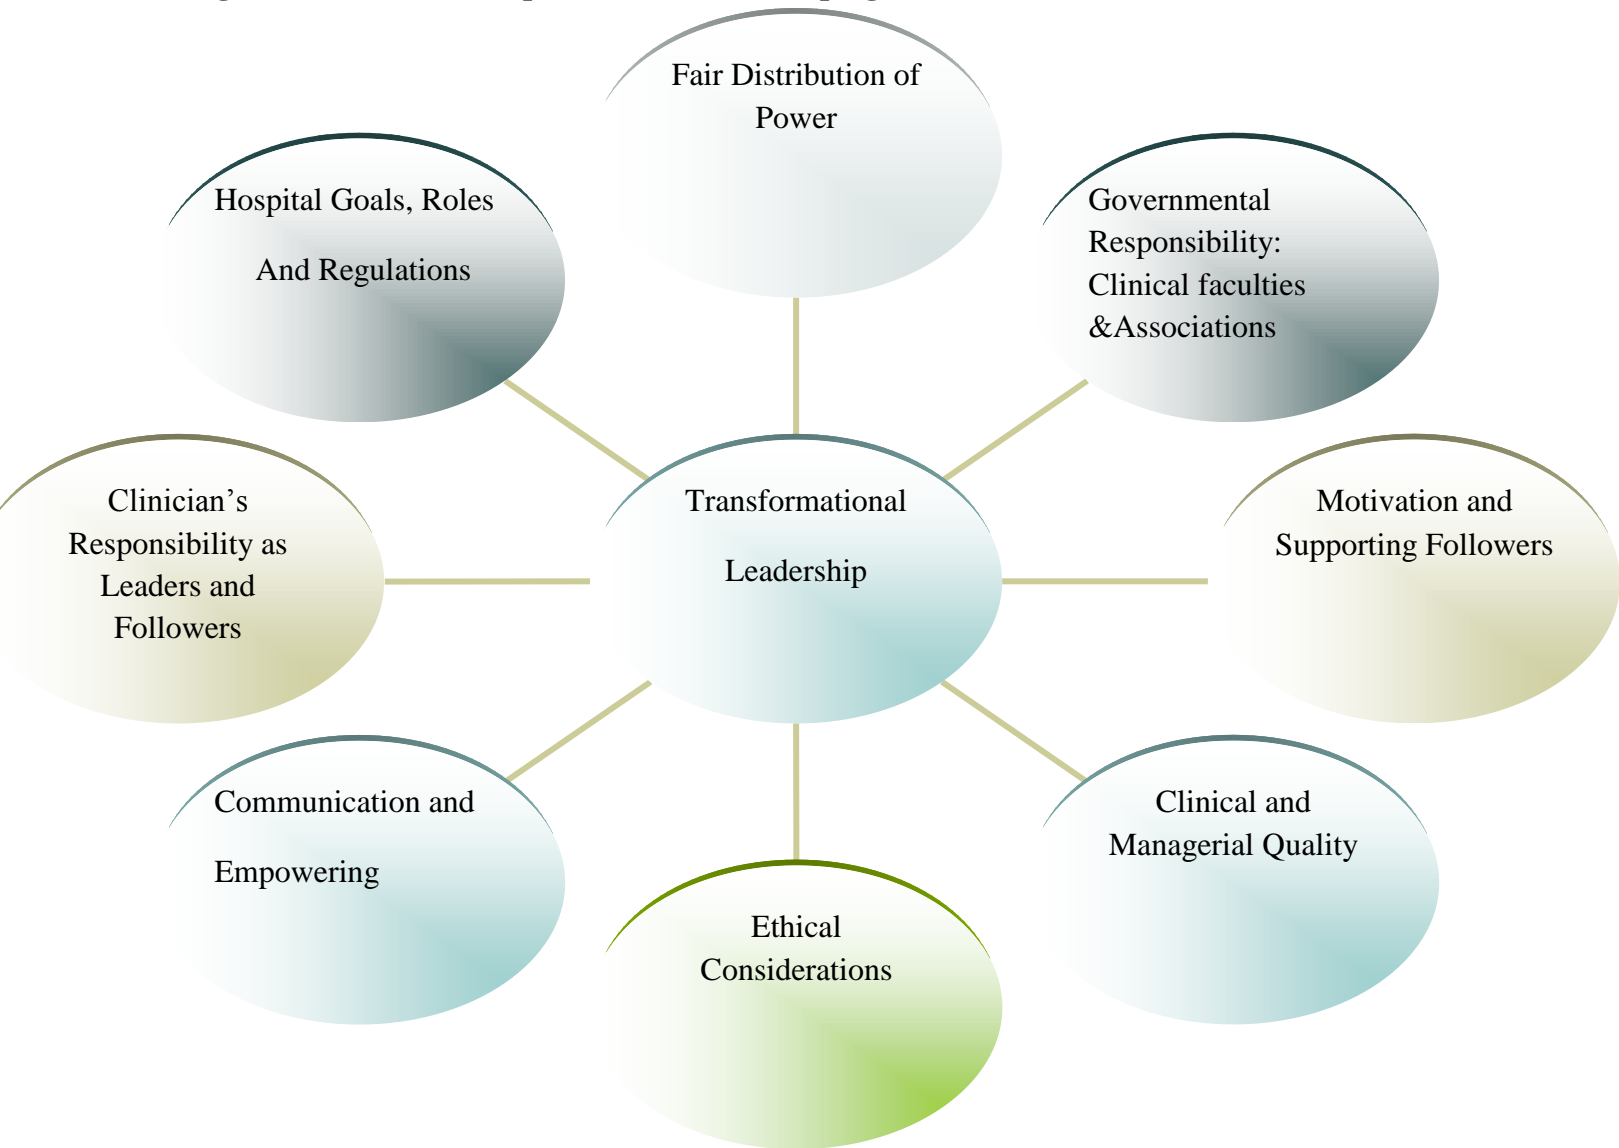 Fair Distribution of
Power
Hospital Goals, Roles
And Regulations
Governmental
Responsibility:
Clinical faculties
&Associations
Clinician’s
Responsibility as
Leaders and
Followers
Transformational
Leadership
Motivation and
Supporting Followers
Communication and
Empowering
Clinical and
Managerial Quality
Ethical
Considerations